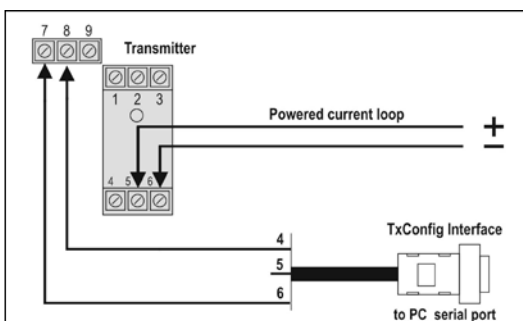 7 8 9
Transmitter
1 2 3
Powered current loop
+
−
4 5 6
4
TxConfig Interface
5
6
to PC serial port